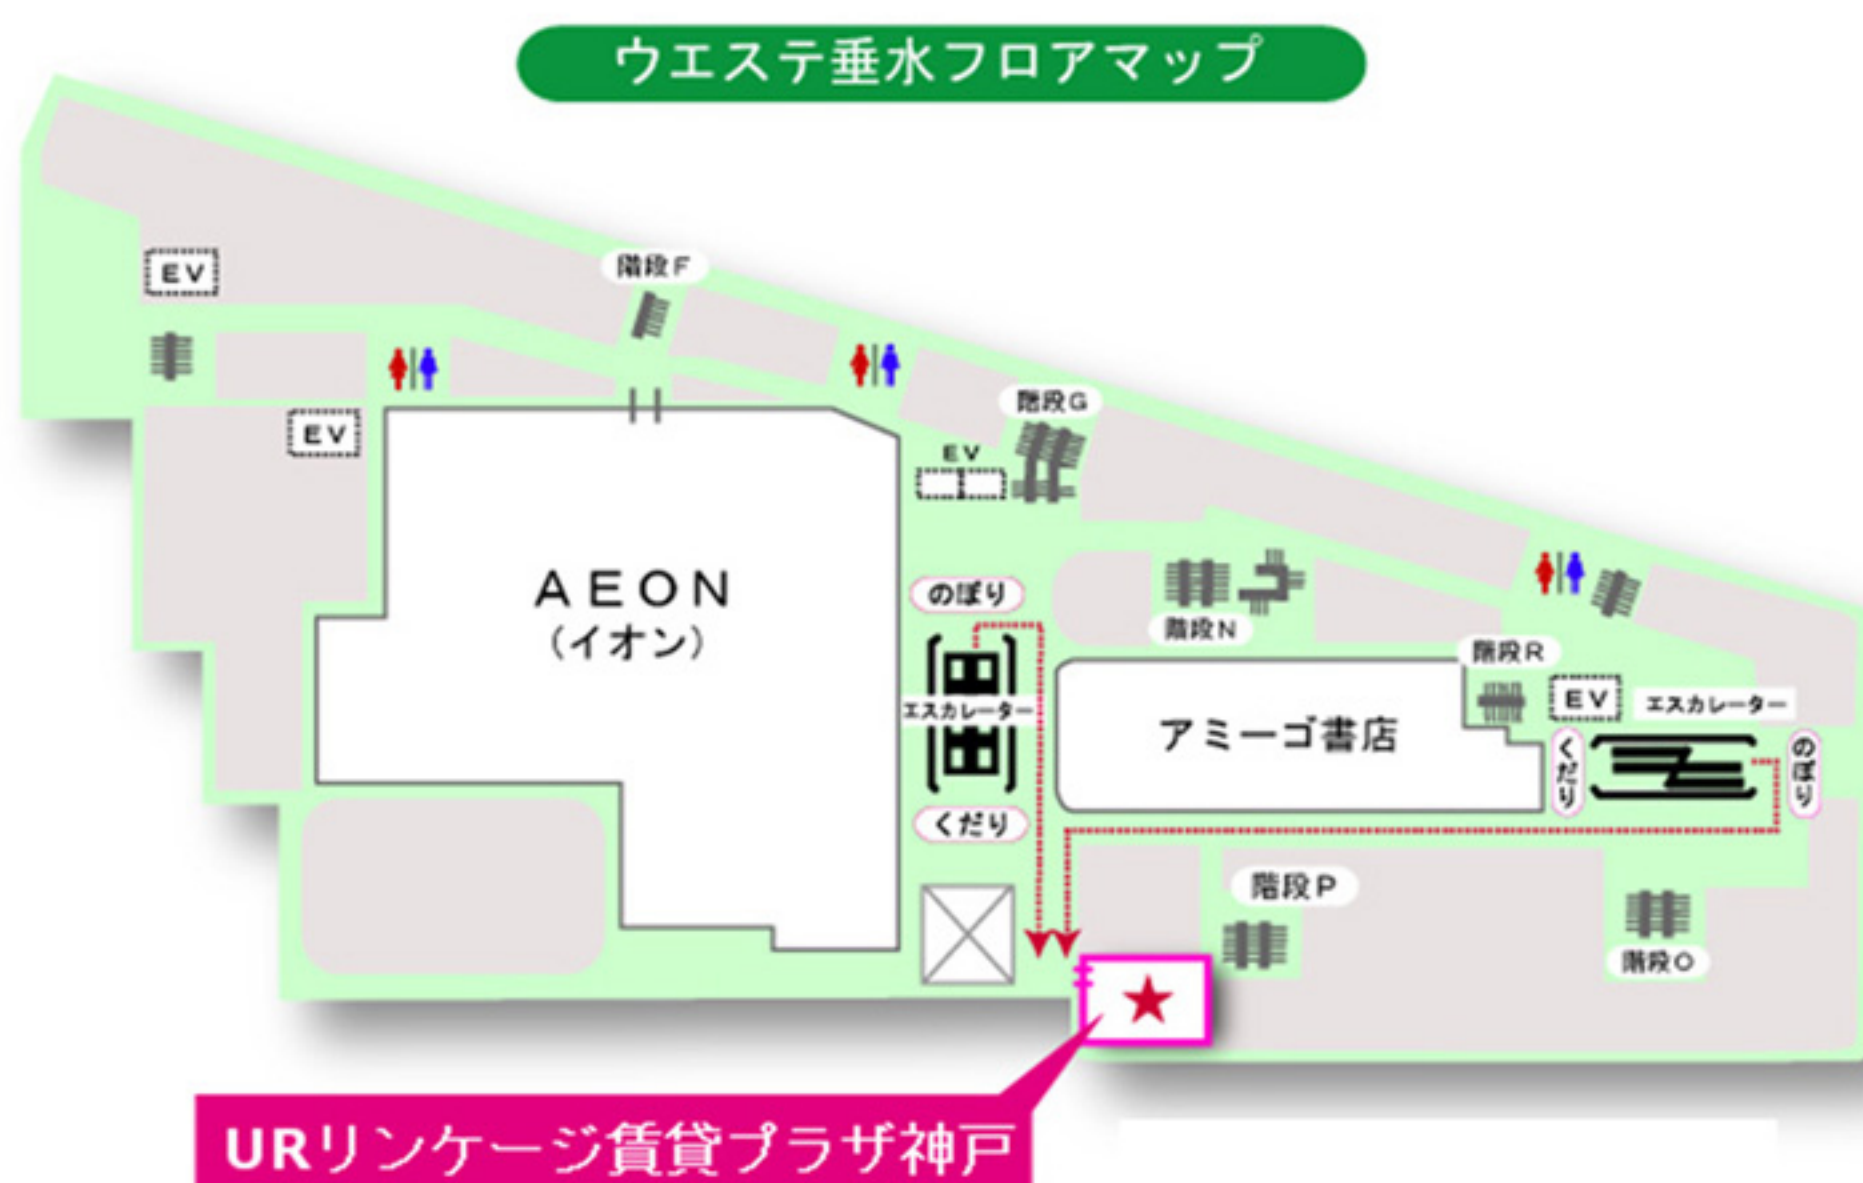 ウエステ垂水フロアマップ
EV
階段F
階段G
EV
EV
AEON
(イオン)
のぼり
階段N
階段R
EV
エスカレーター
エスカレーター
アミーゴ書店
くだり
のぼり
くだり
階段P
階段O
URリンケージ賃貸プラザ神戸